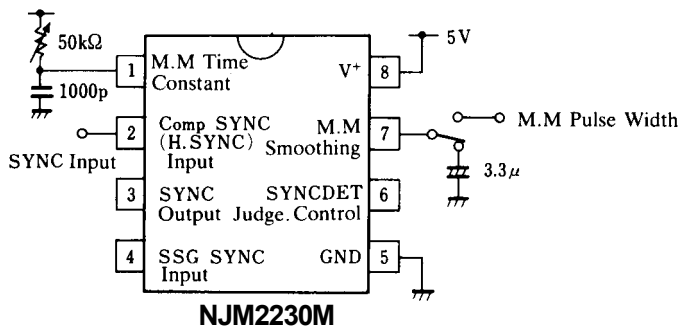 50kΩ
1000p
1
M.M Time
Constant
V+
8
5V
SYNC Input
2
Comp SYNC
(H.SYNC)
Input
M.M
Smoothing
7
M.M Pulse Width
3.3μ
3
SYNC
Output
SYNCDET
Judge.Control
6
4
SSG SYNC
Input
GND
5
NJM2230M